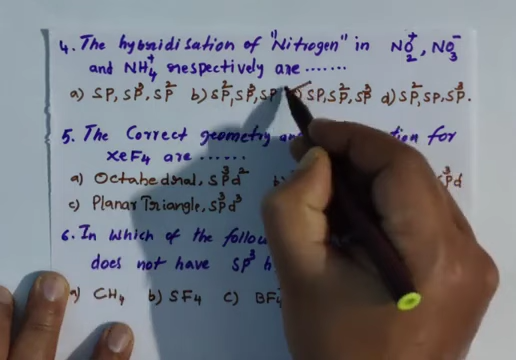 4. The hybridisation of "Nitrogen" in NO₂⁺, NO₃⁻
and NH₄⁺ respectively are .......
a) SP, SP³, SP² b) SP², SP³, SP SP, SP², SP³ d) SP², SP, SP³.
5. The Correct geometry for
XeF₄ are ......
a) Octahedral, SP³d²
c) Planar Triangle, SP³d³
6. In which of the
does not have SP³
a) CH₄ b) SF₄ c)